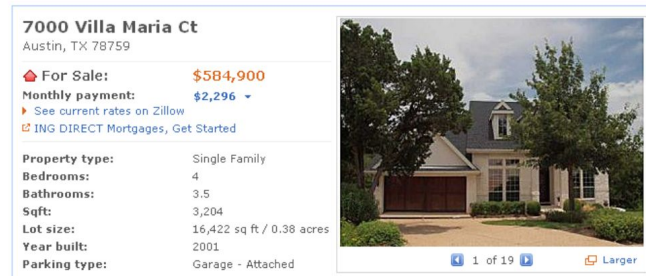 7000 Villa Maria Ct
Austin, TX 78759
For Sale: $584,900
Monthly payment: $2,296
See current rates on Zillow
ING DIRECT Mortgages, Get Started
Property type: Single Family
Bedrooms: 4
Bathrooms: 3.5
Sqft: 3,204
Lot size: 16,422 sq ft / 0.38 acres
Year built: 2001
Parking type: Garage - Attached
1 of 19 Larger